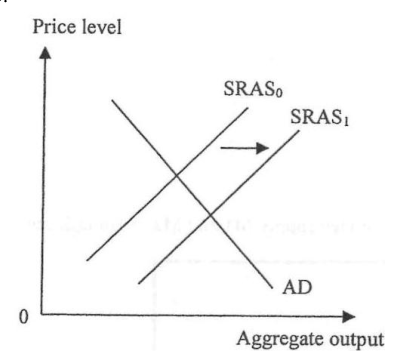 Price level
SRAS₀
SRAS₁
AD
0
Aggregate output